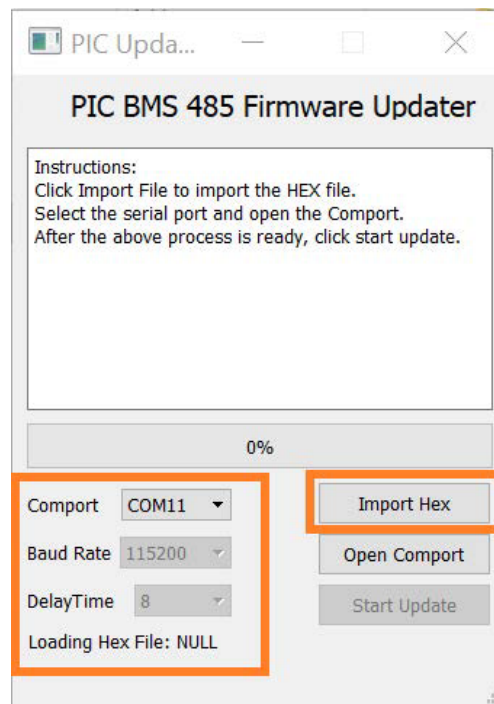 PIC Upda...
PIC BMS 485 Firmware Updater
Instructions:
Click Import File to import the HEX file.
Select the serial port and open the Comport.
After the above process is ready, click start update.
0%
Comport COM11 Import Hex
Baud Rate 115200 Open Comport
DelayTime 8 Start Update
Loading Hex File: NULL